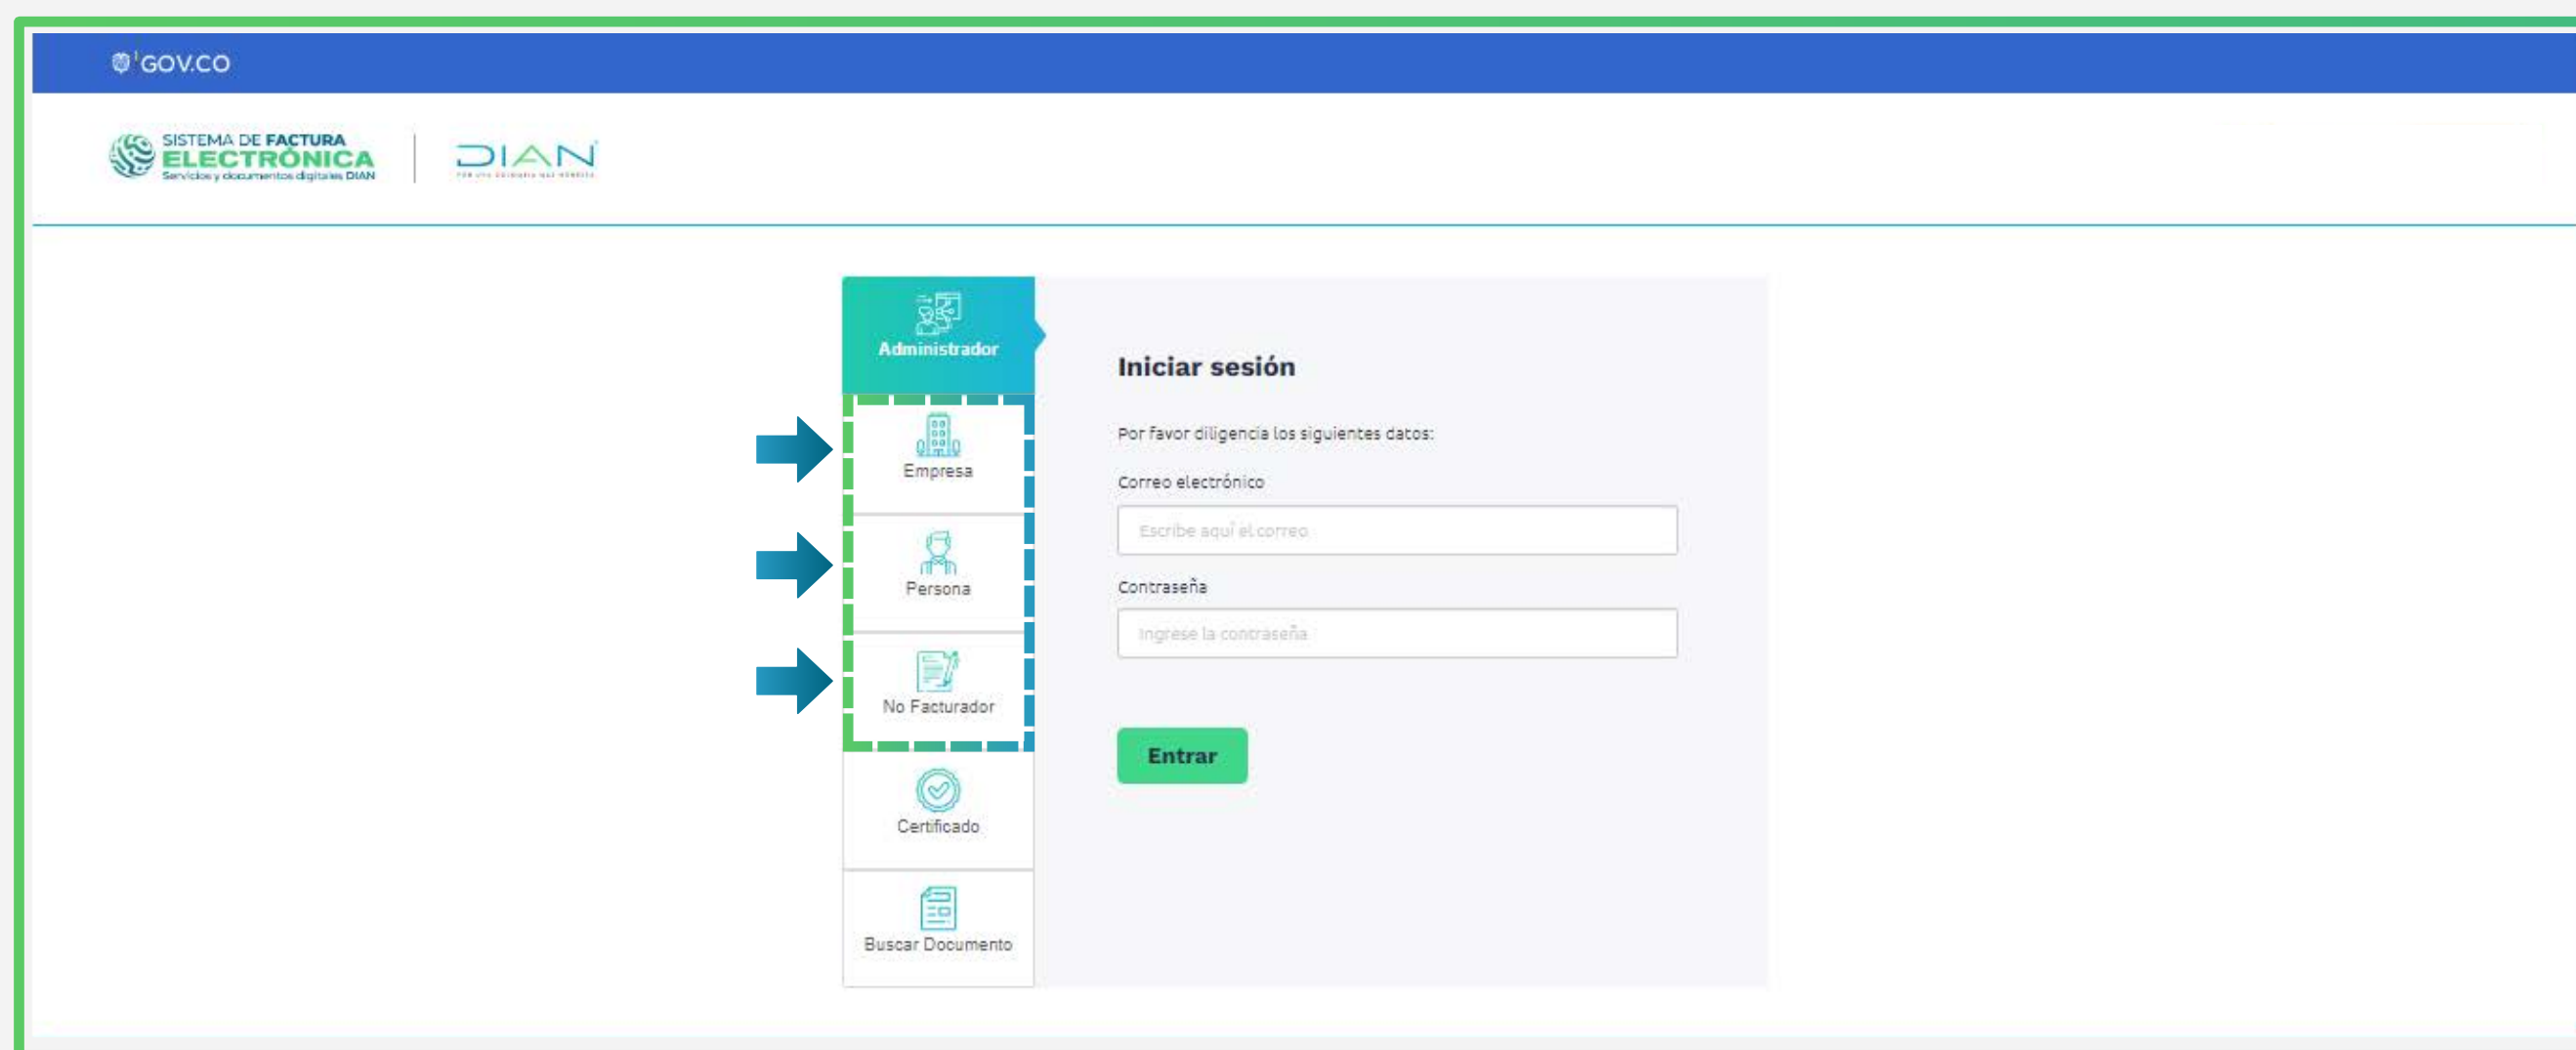 GOV.CO
SISTEMA DE FACTURA
ELECTRÓNICA
Servicios y documentos digitales DIAN
DIAN
Administrador
Empresa
Persona
No Facturador
Certificado
Buscar Documento
Iniciar sesión
Por favor diligencia los siguientes datos:
Correo electrónico
Escribe aquí el correo
Contraseña
Ingrese la contraseña
Entrar